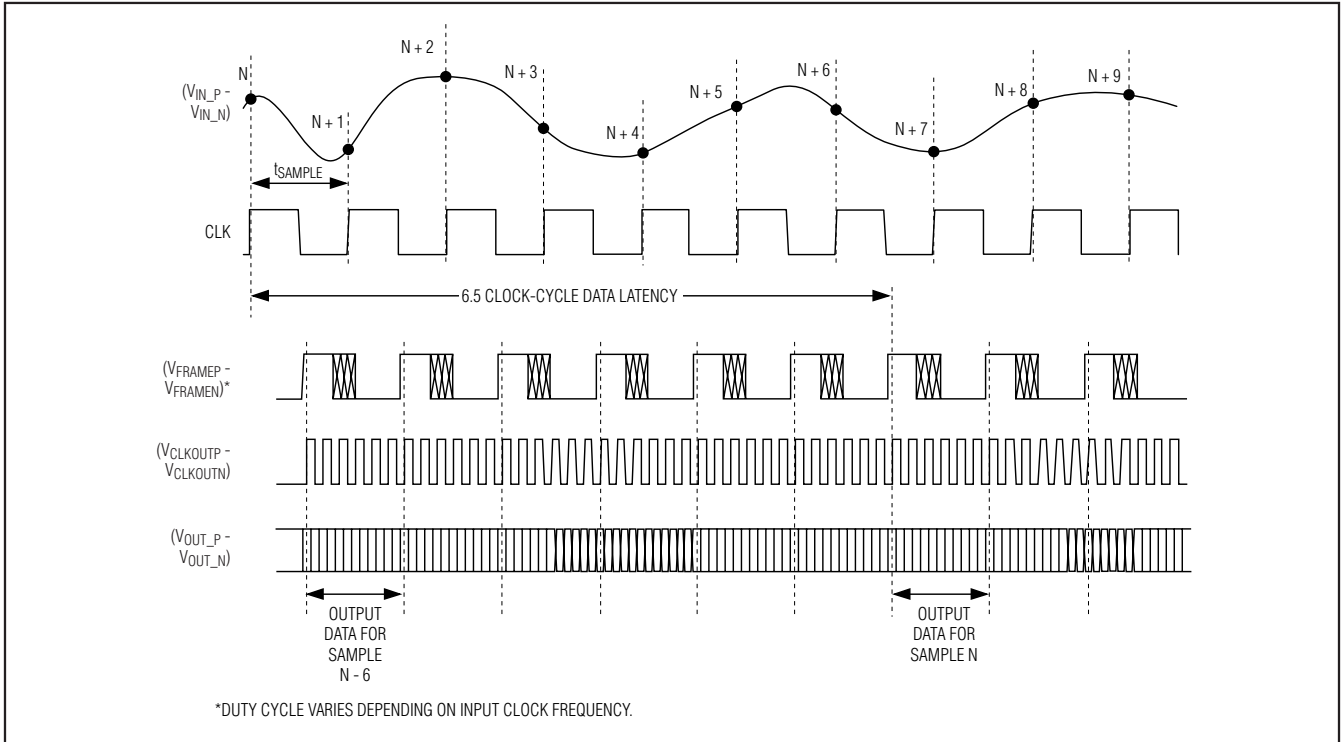 N
N + 1
N + 2
N + 3
N + 4
N + 5
N + 6
N + 7
N + 8
N + 9
(VIN_P -
VIN_N)
tSAMPLE
CLK
6.5 CLOCK-CYCLE DATA LATENCY
(VFRAMEP -
VFRAMEN)*
(VCLKOUTP -
VCLKOUTN)
(VOUT_P -
VOUT_N)
OUTPUT
DATA FOR
SAMPLE
N - 6
OUTPUT
DATA FOR
SAMPLE N
*DUTY CYCLE VARIES DEPENDING ON INPUT CLOCK FREQUENCY.